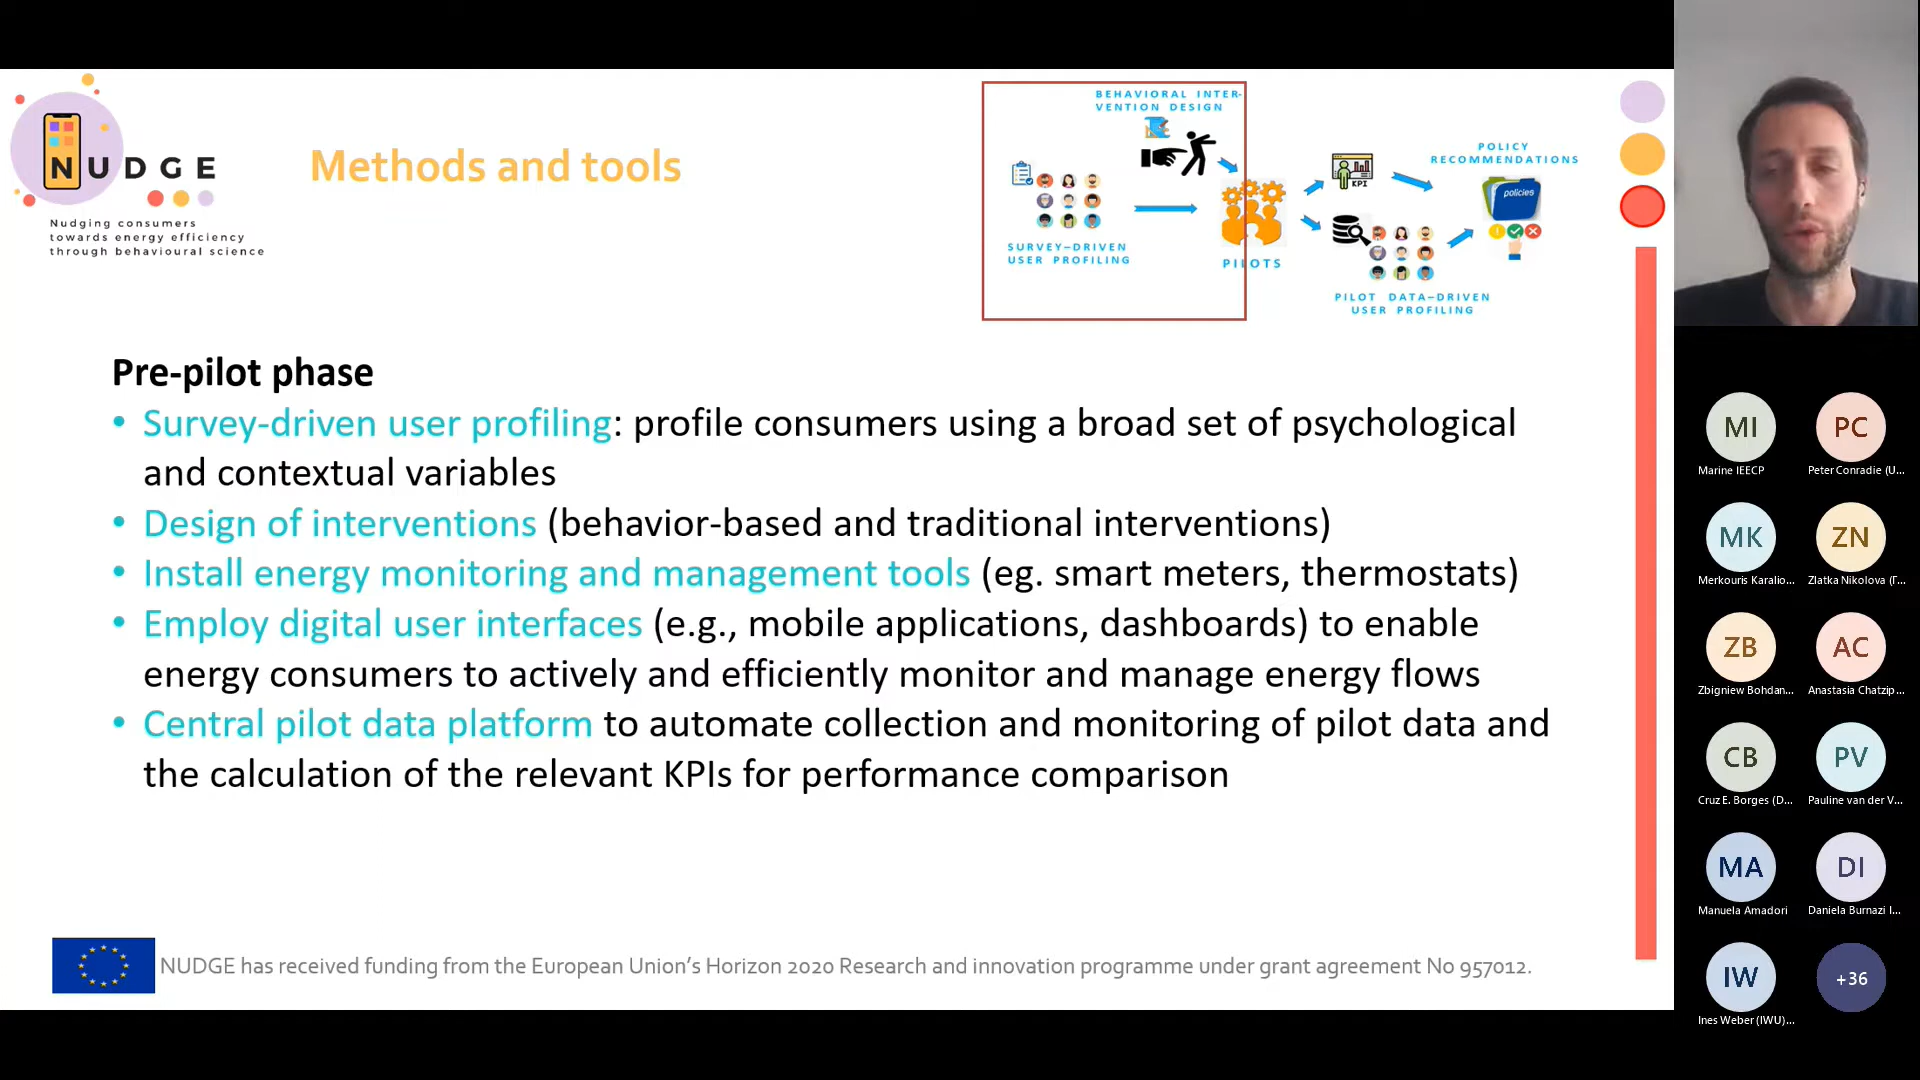 NUDGE
Nudging consumers
towards energy efficiency
through behavioural science
Methods and tools
BEHAVIORAL INTER-
VENTION DESIGN
SURVEY–DRIVEN
USER PROFILING
PILOTS
KPI
POLICY
RECOMMENDATIONS
policies
PILOT DATA–DRIVEN
USER PROFILING
Pre-pilot phase
• Survey-driven user profiling: profile consumers using a broad set of psychological
and contextual variables
• Design of interventions (behavior-based and traditional interventions)
• Install energy monitoring and management tools (eg. smart meters, thermostats)
• Employ digital user interfaces (e.g., mobile applications, dashboards) to enable
energy consumers to actively and efficiently monitor and manage energy flows
• Central pilot data platform to automate collection and monitoring of pilot data and
the calculation of the relevant KPIs for performance comparison
NUDGE has received funding from the European Union’s Horizon 2020 Research and innovation programme under grant agreement No 957012.
MI
Marine IEECP
PC
Peter Conradie (U...
MK
Merkouris Karalio...
ZN
Zlatka Nikolova (Г...
ZB
Zbigniew Bohdan...
AC
Anastasia Chatzip...
CB
Cruz E. Borges (D...
PV
Pauline van der V...
MA
Manuela Amadori
DI
Daniela Burnazi I...
IW
Ines Weber (IWU)...
+36